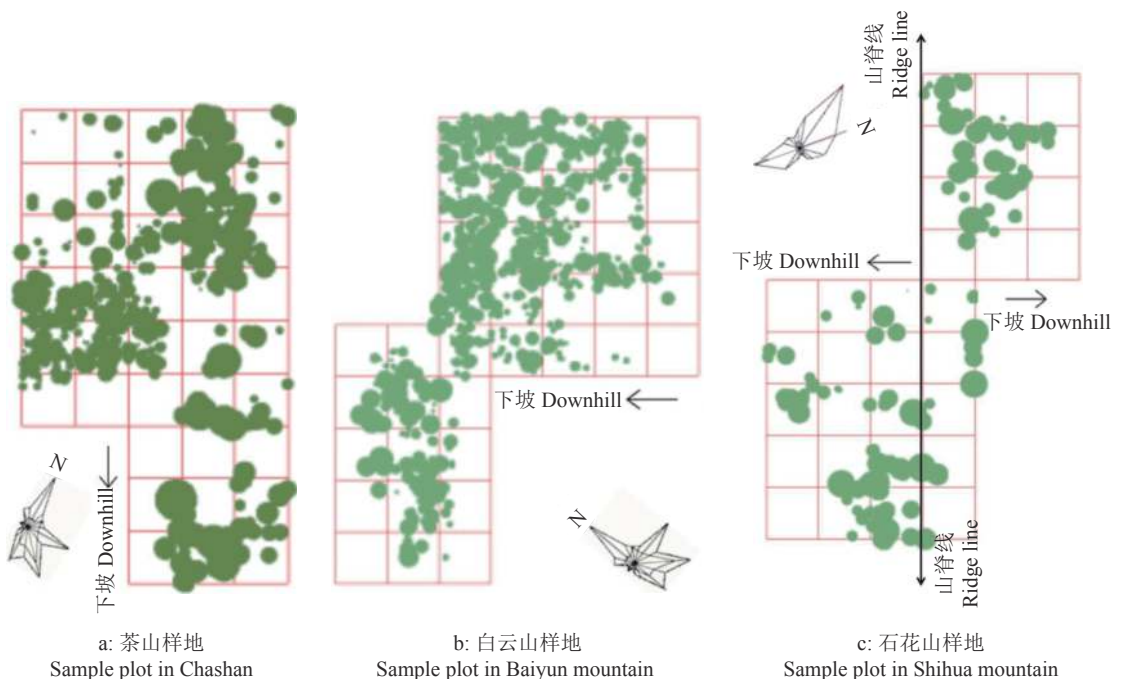 N
下坡 Downhill
a: 茶山样地
Sample plot in Chashan
下坡 Downhill
N
b: 白云山样地
Sample plot in Baiyun mountain
山脊线
Ridge line
N
下坡 Downhill
下坡 Downhill
山脊线
Ridge line
c: 石花山样地
Sample plot in Shihua mountain